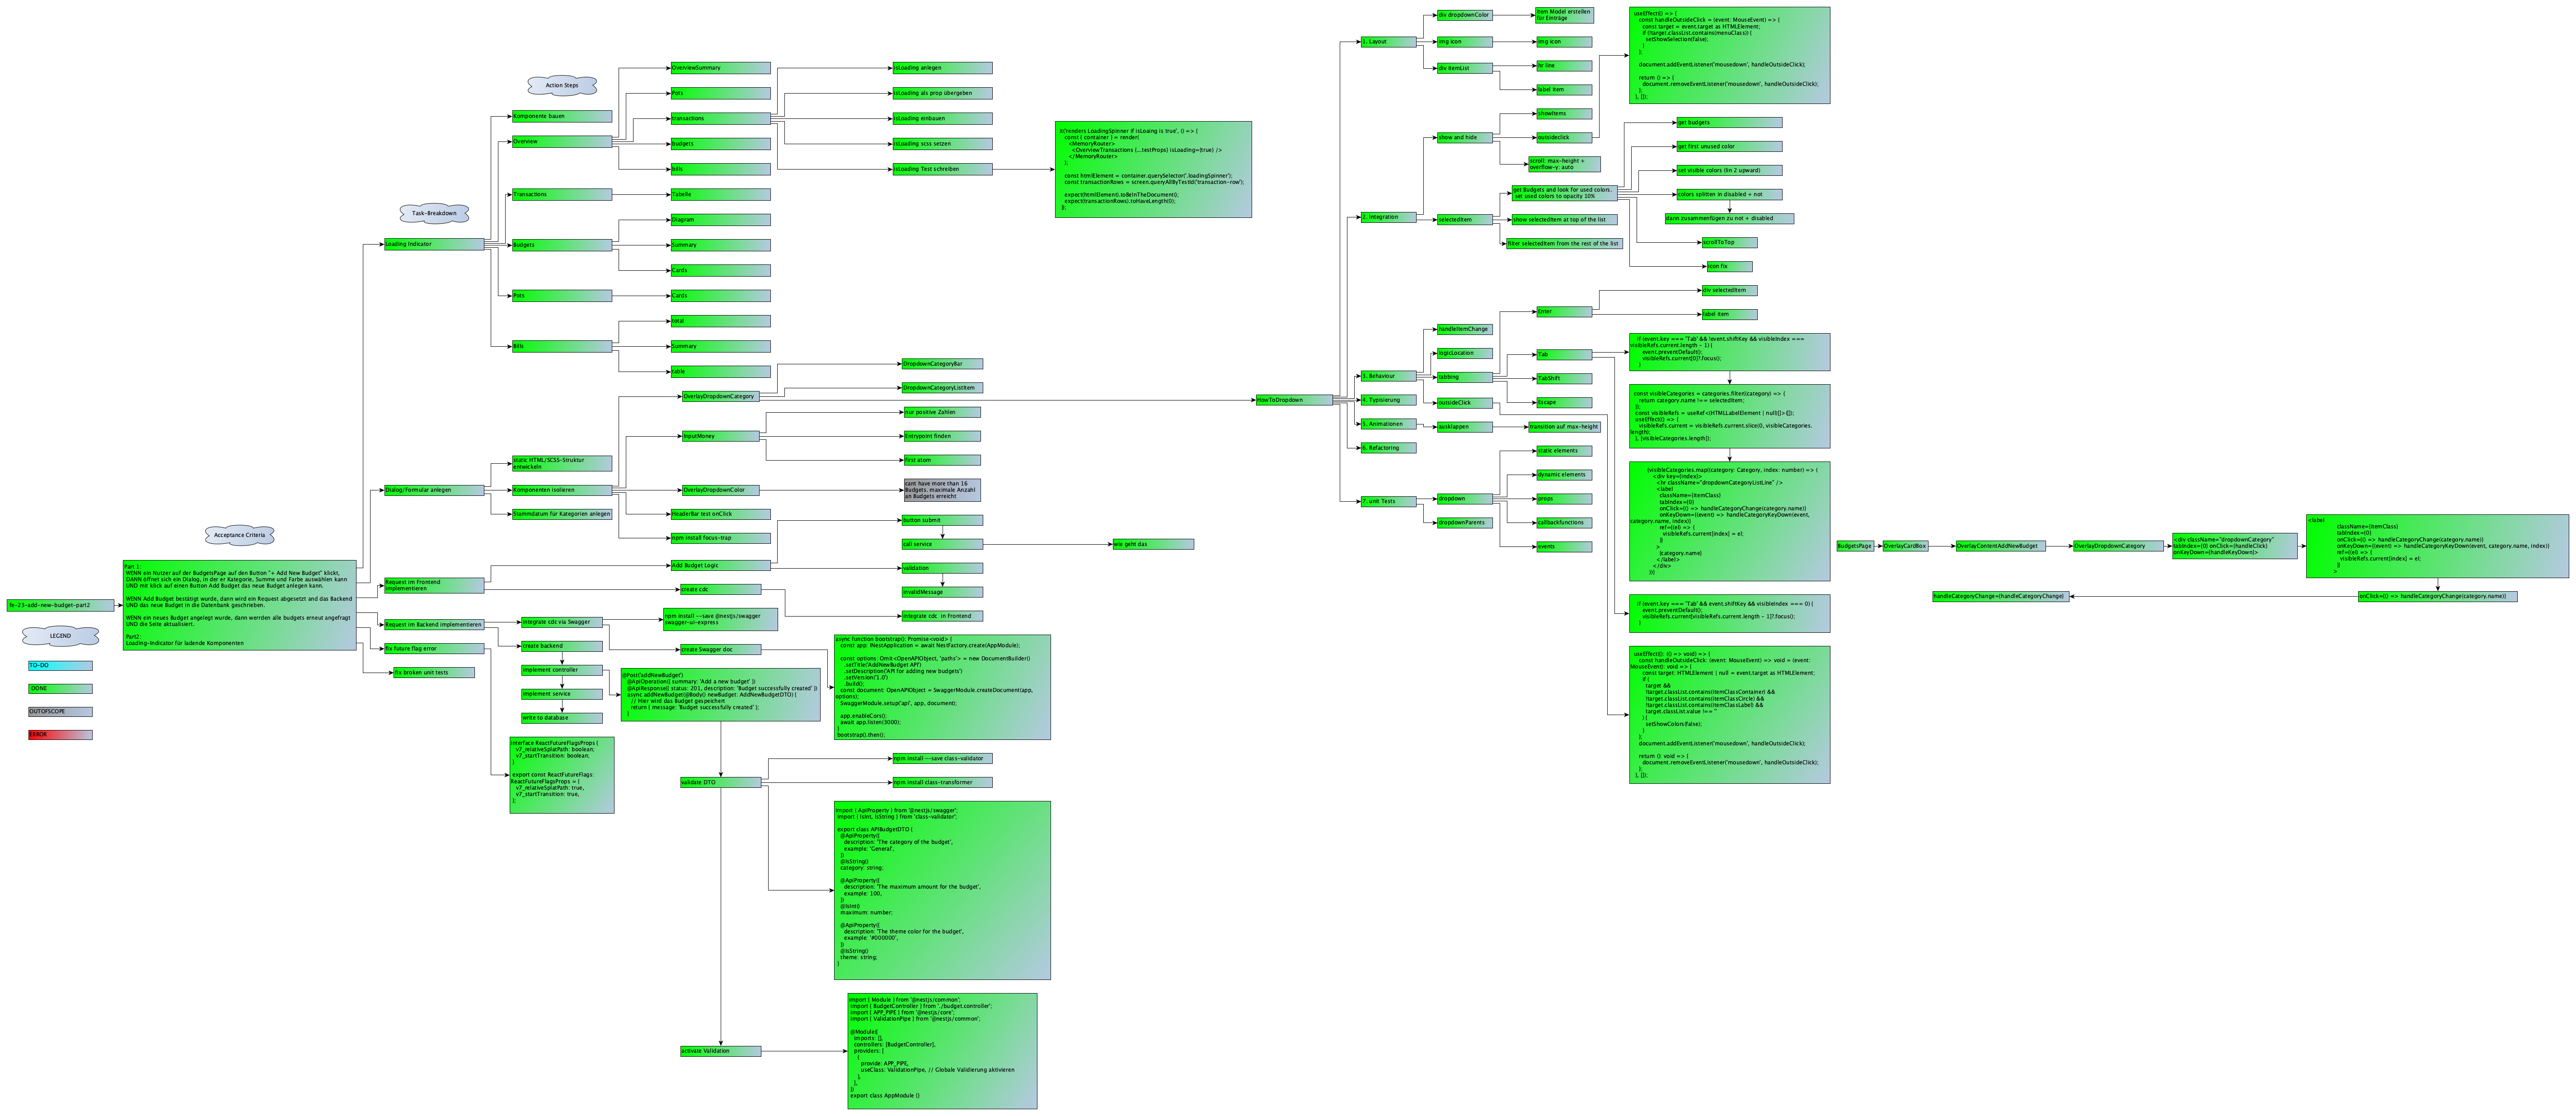 Action Steps
Task-Breakdown
Acceptance Criteria
fe-23-add-new-budget-part2
LEGEND
TO-DO
DONE
OUTOFSCOPE
ERROR
Part 1:
WENN ein Nutzer auf der BudgetsPage auf den Button "+ Add New Budget" klickt,
DANN öffnet sich ein Dialog, in der er Kategorie, Summe und Farbe auswählen kann
UND mit klick auf einen Button Add Budget das neue Budget anlegen kann.
WENN Add Budget bestätigt wurde, dann wird ein Request abgesetzt and das Backend
UND das neue Budget in die Datenbank geschrieben.
WENN ein neues Budget angelegt wurde, dann werrden alle budgets erneut angefragt
UND die Seite aktualisiert.
Part2:
Loading-Indicator für ladende Komponenten
Loading Indicator
Komponente bauen
Overview
OverviewSummary
Pots
transactions
budgets
bills
isLoading anlegen
isLoading als prop übergeben
isLoading einbauen
isLoading scss setzen
isLoading Test schreiben
it('renders LoadingSpinner if isLoaing is true', () => {
const { container } = render(
<MemoryRouter>
<OverviewTransactions {...testProps} isLoading={true} />
</MemoryRouter>
);
const htmlElement = container.querySelector('.loadingSpinner');
const transactionRows = screen.queryAllByTestId('transaction-row');
expect(htmlElement).toBeInTheDocument();
expect(transactionRows).toHaveLength(0);
});
Transactions
Tabelle
Budgets
Diagram
Summary
Cards
Pots
Cards
Bills
total
Summary
table
Dialog/Formular anlegen
static HTML/SCSS-Struktur
entwickeln
Komponenten isolieren
Stammdatum für Kategorien anlegen
OverlayDropdownCategory
DropdownCategoryBar
DropdownCategoryListItem
InputMoney
nur positive Zahlen
Entrypoint finden
first atom
OverlayDropdownColor
cant have more than 16
Budgets, maximale Anzahl
an Budgets erreicht
HeaderBar test onClick
npm install focus-trap
Request im Frontend
implementieren
Add Budget Logic
button submit
call service
wie geht das
validation
invalidMessage
create cdc
integrate cdc in Frontend
Request im Backend implementieren
integrate cdc via Swagger
npm install --save @nestjs/swagger
swagger-ui-express
create Swagger doc
async function bootstrap(): Promise<void> {
const app: INestApplication = await NestFactory.create(AppModule);
const options: Omit<OpenAPIObject, 'paths'> = new DocumentBuilder()
.setTitle('AddNewBudget API')
.setDescription('API for adding new budgets')
.setVersion('1.0')
.build();
const document: OpenAPIObject = SwaggerModule.createDocument(app,
options);
SwaggerModule.setup('api', app, document);
app.enableCors();
await app.listen(3000);
}
bootstrap().then();
create backend
implement controller
implement service
write to database
@Post('addNewBudget')
@ApiOperation({ summary: 'Add a new budget' })
@ApiResponse({ status: 201, description: 'Budget successfully created' })
async addNewBudget(@Body() newBudget: AddNewBudgetDTO) {
// Hier wird das Budget gespeichert
return { message: 'Budget successfully created' };
}
validate DTO
npm install --save class-validator
npm install class-transformer
import { ApiProperty } from '@nestjs/swagger';
import { IsInt, IsString } from 'class-validator';
export class APIBudgetDTO {
@ApiProperty({
description: 'The category of the budget',
example: 'General',
})
@IsString()
category: string;
@ApiProperty({
description: 'The maximum amount for the budget',
example: 100,
})
@IsInt()
maximum: number;
@ApiProperty({
description: 'The theme color for the budget',
example: '#000000',
})
@IsString()
theme: string;
}
activate Validation
import { Module } from '@nestjs/common';
import { BudgetController } from './budget.controller';
import { APP_PIPE } from '@nestjs/core';
import { ValidationPipe } from '@nestjs/common';
@Module({
imports: [],
controllers: [BudgetController],
providers: [
{
provide: APP_PIPE,
useClass: ValidationPipe, // Globale Validierung aktivieren
},
],
})
export class AppModule {}
fix future flag error
interface ReactFutureFlagsProps {
v7_relativeSplatPath: boolean;
v7_startTransition: boolean;
}
export const ReactFutureFlags:
ReactFutureFlagsProps = {
v7_relativeSplatPath: true,
v7_startTransition: true,
};
fix broken unit tests
HowToDropdown
1. Layout
div dropdownColor
item Model erstellen
für Einträge
img icon
img icon
div itemList
hr line
label item
2. Integration
show and hide
showItems
outsideclick
scroll: max-height +
overflow-y: auto
useEffect(() => {
const handleOutsideClick = (event: MouseEvent) => {
const target = event.target as HTMLElement;
if (!target.classList.contains(menuClass)) {
setShowSelection(false);
}
};
document.addEventListener('mousedown', handleOutsideClick);
return () => {
document.removeEventListener('mousedown', handleOutsideClick);
};
}, []);
selectedItem
get Budgets and look for used colors.
set used colors to opacity 10%
get budgets
get first unused color
set visible colors (lin 2 upward)
colors splitten in disabled + not
dann zusammenfügen zu not + disabled
scrollToTop
icon fix
show selectedItem at top of the list
filter selectedItem from the rest of the list
3. Behaviour
handleItemChange
logicLocation
tabbing
outsideClick
Enter
div selectedItem
label item
Tab
TabShift
Escape
if (event.key === 'Tab' && !event.shiftKey && visibleIndex ===
visibleRefs.current.length - 1) {
event.preventDefault();
visibleRefs.current[0]?.focus();
}
const visibleCategories = categories.filter((category) => {
return category.name !== selectedItem;
});
const visibleRefs = useRef<(HTMLLabelElement | null)[]>([]);
useEffect(() => {
visibleRefs.current = visibleRefs.current.slice(0, visibleCategories.
length);
}, [visibleCategories.length]);
{visibleCategories.map((category: Category, index: number) => (
<div key={index}>
<hr className="dropdownCategoryListLine" />
<label
className={itemClass}
tabIndex={0}
onClick={() => handleCategoryChange(category.name)}
onKeyDown={(event) => handleCategoryKeyDown(event,
category.name, index)}
ref={(el) => {
visibleRefs.current[index] = el;
}}
>
{category.name}
</label>
</div>
))}
if (event.key === 'Tab' && event.shiftKey && visibleIndex === 0) {
event.preventDefault();
visibleRefs.current[visibleRefs.current.length - 1]?.focus();
}
useEffect((): (() => void) => {
const handleOutsideClick: (event: MouseEvent) => void = (event:
MouseEvent): void => {
const target: HTMLElement | null = event.target as HTMLElement;
if (
target &&
!target.classList.contains(itemClassContainer) &&
!target.classList.contains(itemClassCircle) &&
!target.classList.contains(itemClassLabel) &&
target.classList.value !== ''
) {
setShowColors(false);
}
};
document.addEventListener('mousedown', handleOutsideClick);
return (): void => {
document.removeEventListener('mousedown', handleOutsideClick);
};
}, []);
4. Typisierung
5. Animationen
ausklappen
transition auf max-height
6. Refactoring
7. unit Tests
dropdown
static elements
dynamic elements
props
callbackfunctions
events
dropdownParents
BudgetsPage
OverlayCardBox
OverlayContentAddNewBudget
OverlayDropdownCategory
<div className="dropdownCategory"
tabIndex={0} onClick={handleClick}
onKeyDown={handleKeyDown}>
<label
className={itemClass}
tabIndex={0}
onClick={() => handleCategoryChange(category.name)}
onKeyDown={(event) => handleCategoryKeyDown(event, category.name, index)}
ref={(el) => {
visibleRefs.current[index] = el;
}}
>
onClick={() => handleCategoryChange(category.name)}
handleCategoryChange={handleCategoryChange}